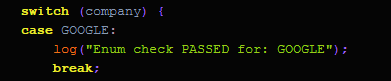 switch (company) {
case GOOGLE:
log("Enum check PASSED for: GOOGLE");
break;